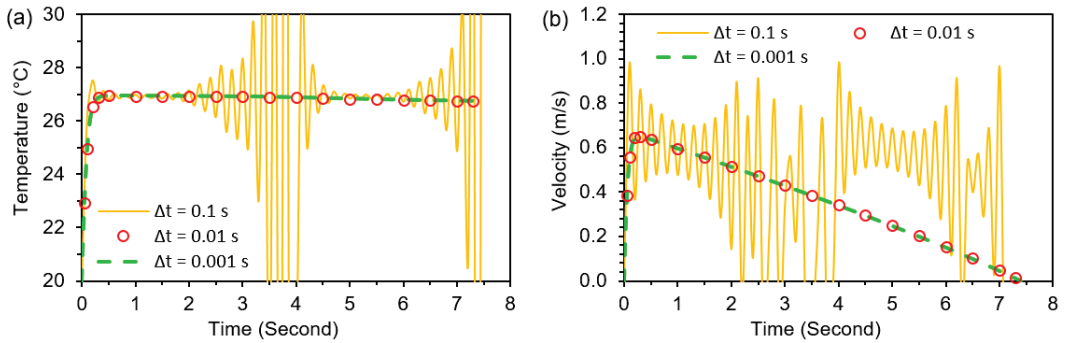 (a)
30
28
26
24
22
20
Temperature (°C)
Δt = 0.1 s
Δt = 0.01 s
Δt = 0.001 s
0 1 2 3 4 5 6 7 8
Time (Second)
(b)
1.2
1.0
0.8
0.6
0.4
0.2
0.0
Velocity (m/s)
Δt = 0.1 s
Δt = 0.01 s
Δt = 0.001 s
0 1 2 3 4 5 6 7 8
Time (Second)